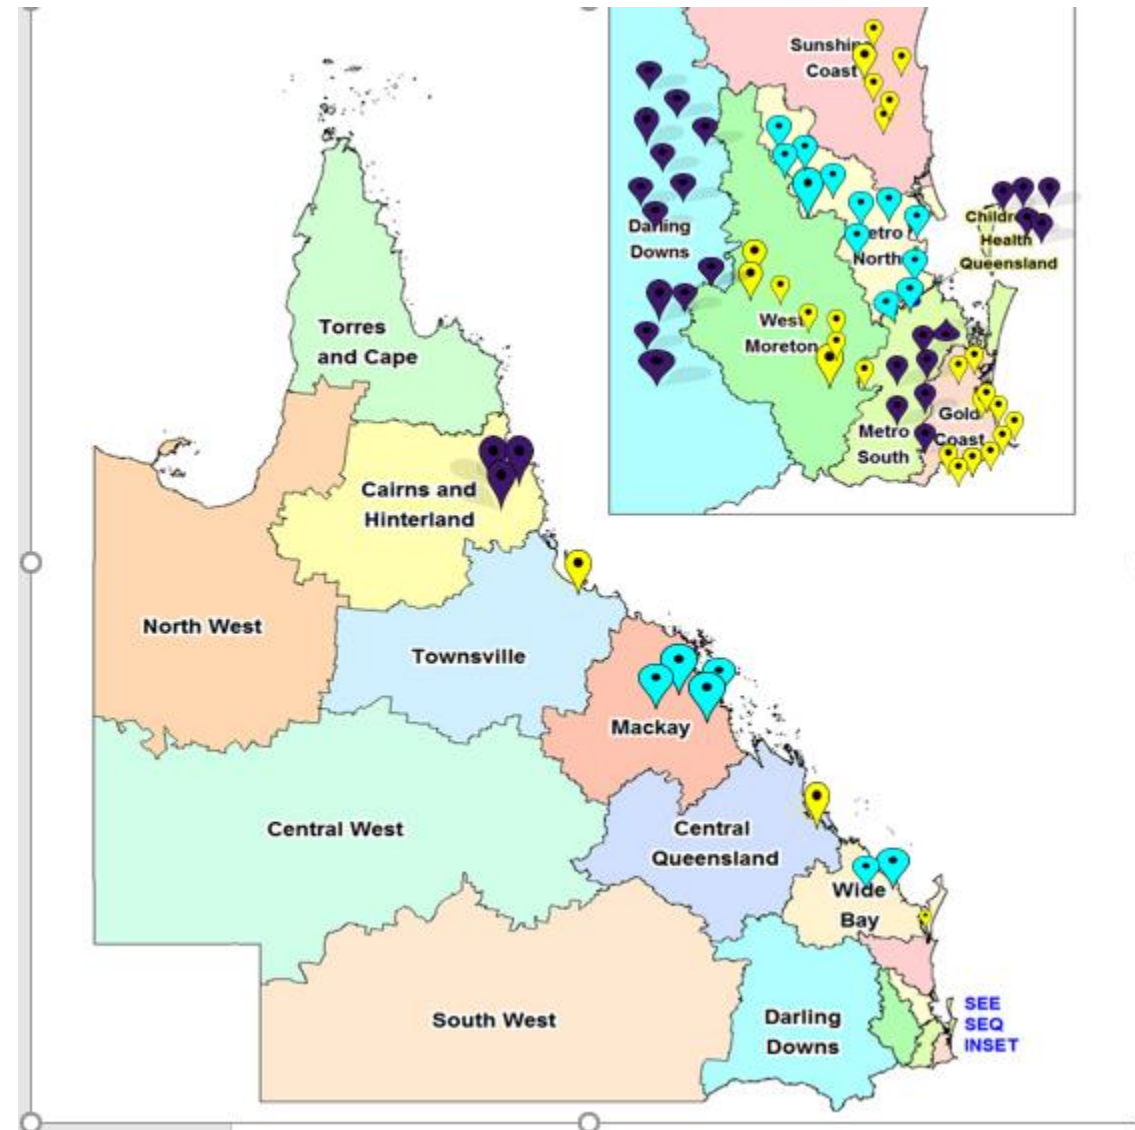 Sunshine
Coast
Darling
Downs
Metro
North
Children's
Health
Queensland
West
Moreton
Gold
Coast
Metro
South
Torres
and Cape
Cairns and
Hinterland
North West
Townsville
Mackay
Central West
Central
Queensland
Wide
Bay
South West
Darling
Downs
SEE
SEQ
INSET